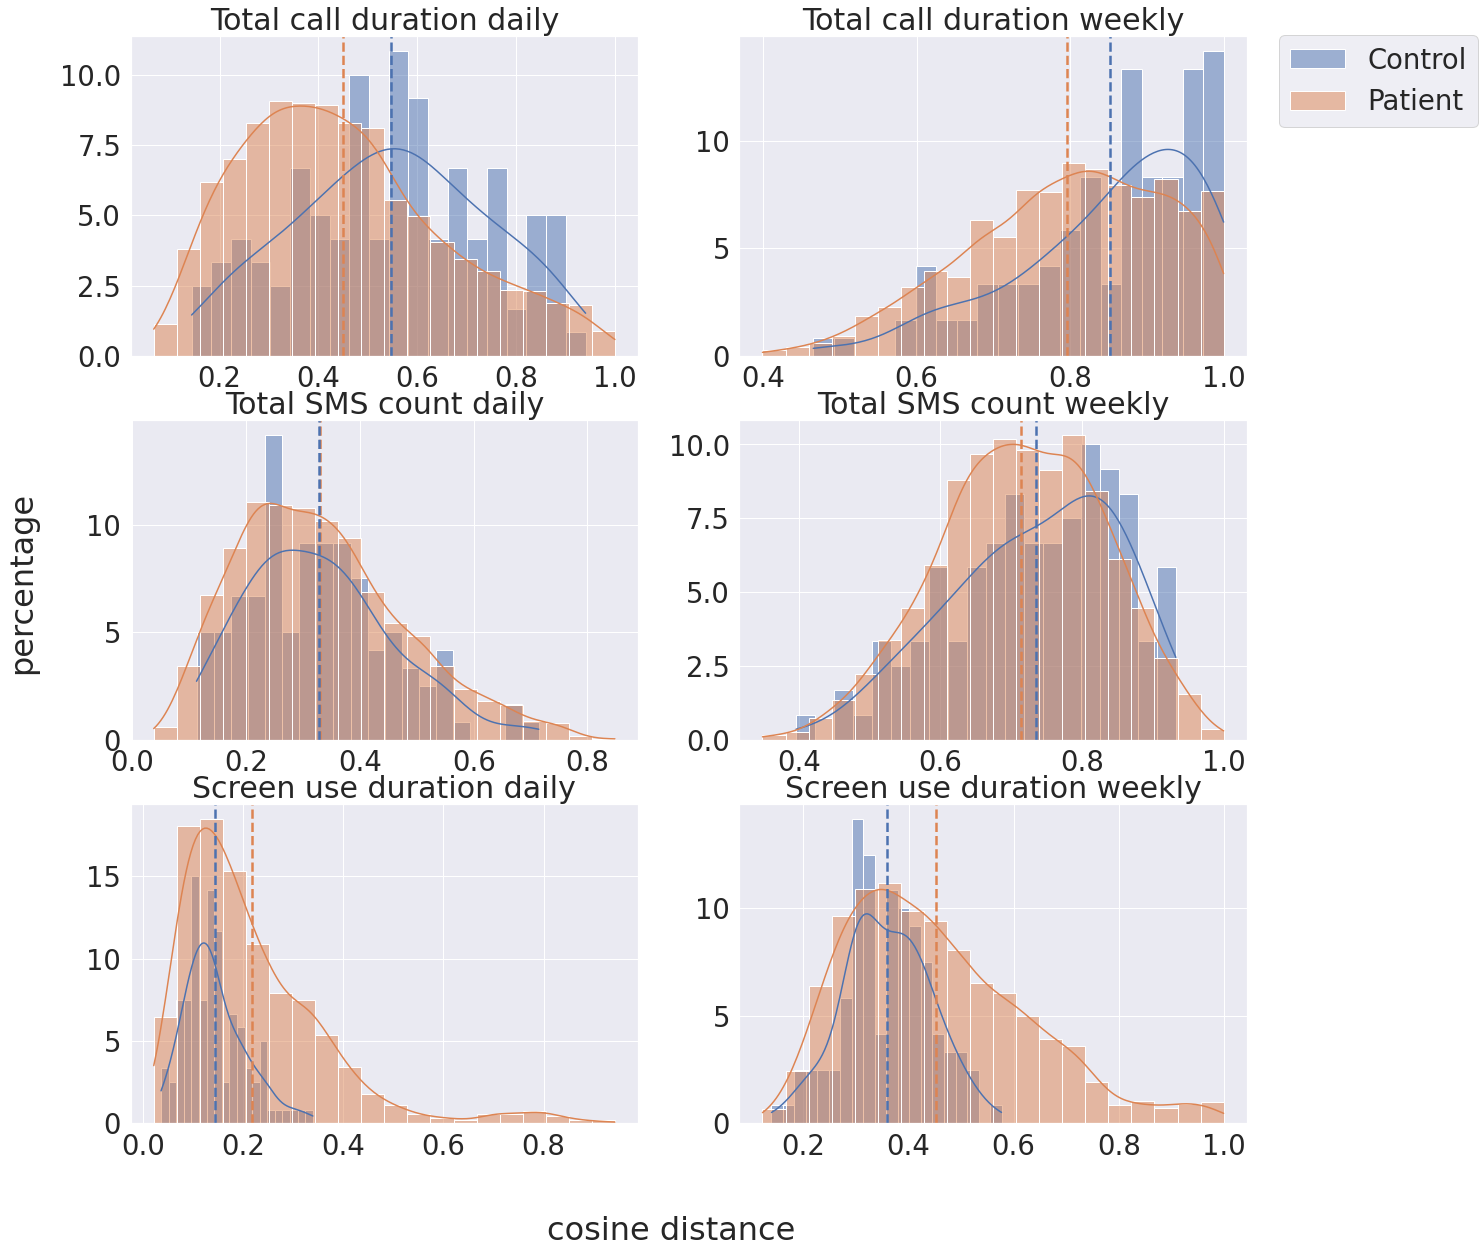 Total call duration daily
Total call duration weekly
Control
Patient
10.0
7.5
5.0
2.5
0.0
0.2 0.4 0.6 0.8 1.0
10
5
0
0.4 0.6 0.8 1.0
Total SMS count daily
Total SMS count weekly
percentage
10
5
0
0.0 0.2 0.4 0.6 0.8
10.0
7.5
5.0
2.5
0.0
0.4 0.6 0.8 1.0
Screen use duration daily
Screen use duration weekly
15
10
5
0
0.0 0.2 0.4 0.6 0.8
10
5
0
0.2 0.4 0.6 0.8 1.0
cosine distance